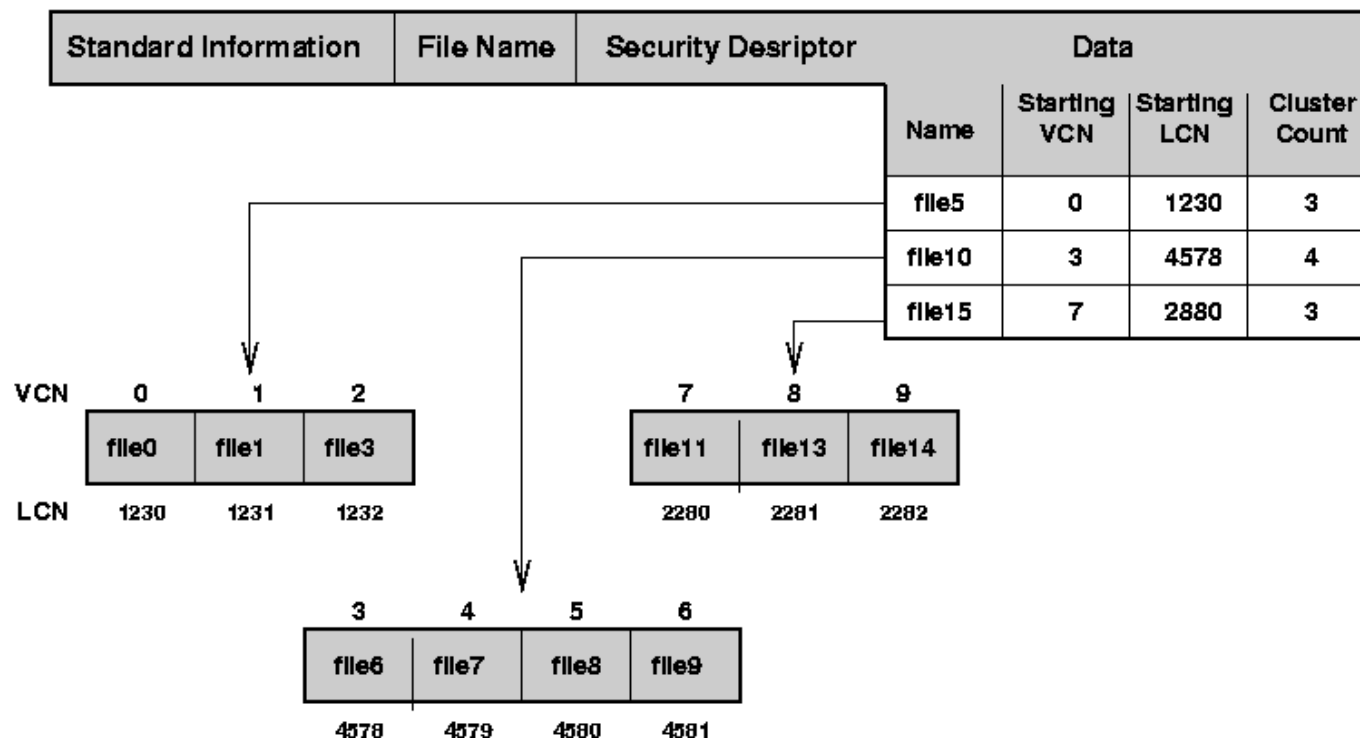 Standard Information File Name Security Desriptor Data
Name Starting VCN Starting LCN Cluster Count
file5 0 1230 3
file10 3 4578 4
file15 7 2880 3
VCN 0 1 2 7 8 9
file0 file1 file3 file11 file13 file14
LCN 1230 1231 1232 2280 2281 2282
3 4 5 6
file6 file7 file8 file9
4578 4579 4580 4581